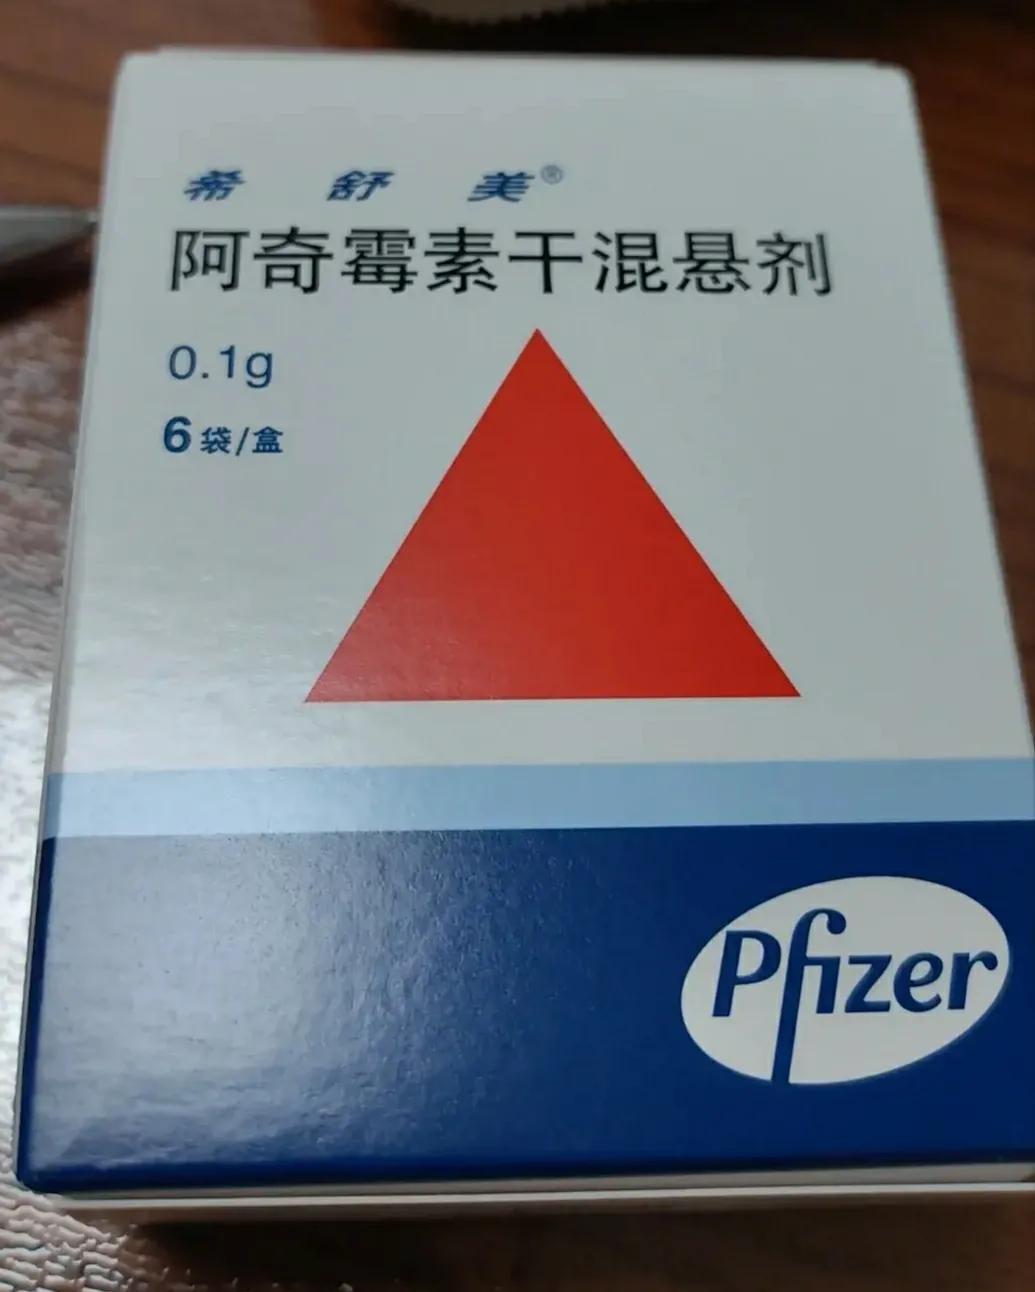 希舒美®
阿奇霉素干混悬剂
0.1g
6袋/盒
Pfizer